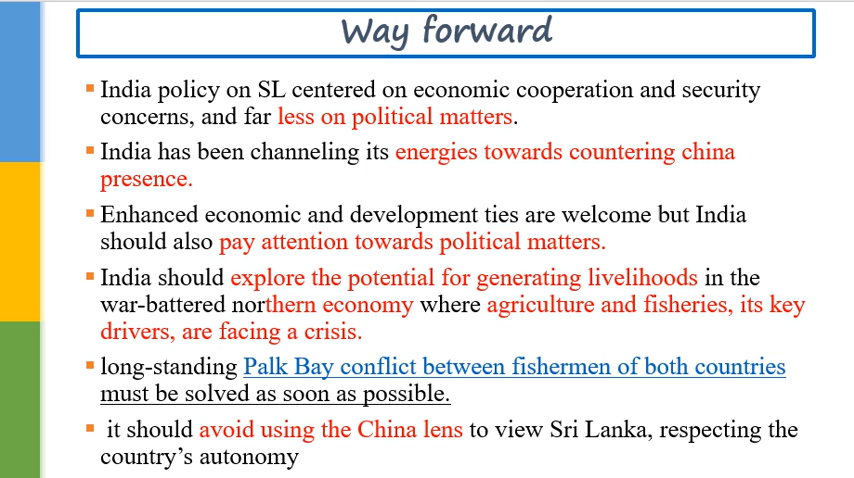 Way forward
▪ India policy on SL centered on economic cooperation and security
concerns, and far less on political matters.
▪ India has been channeling its energies towards countering china
presence.
▪ Enhanced economic and development ties are welcome but India
should also pay attention towards political matters.
▪ India should explore the potential for generating livelihoods in the
war-battered northern economy where agriculture and fisheries, its key
drivers, are facing a crisis.
▪ long-standing Palk Bay conflict between fishermen of both countries
must be solved as soon as possible.
▪ it should avoid using the China lens to view Sri Lanka, respecting the
country’s autonomy